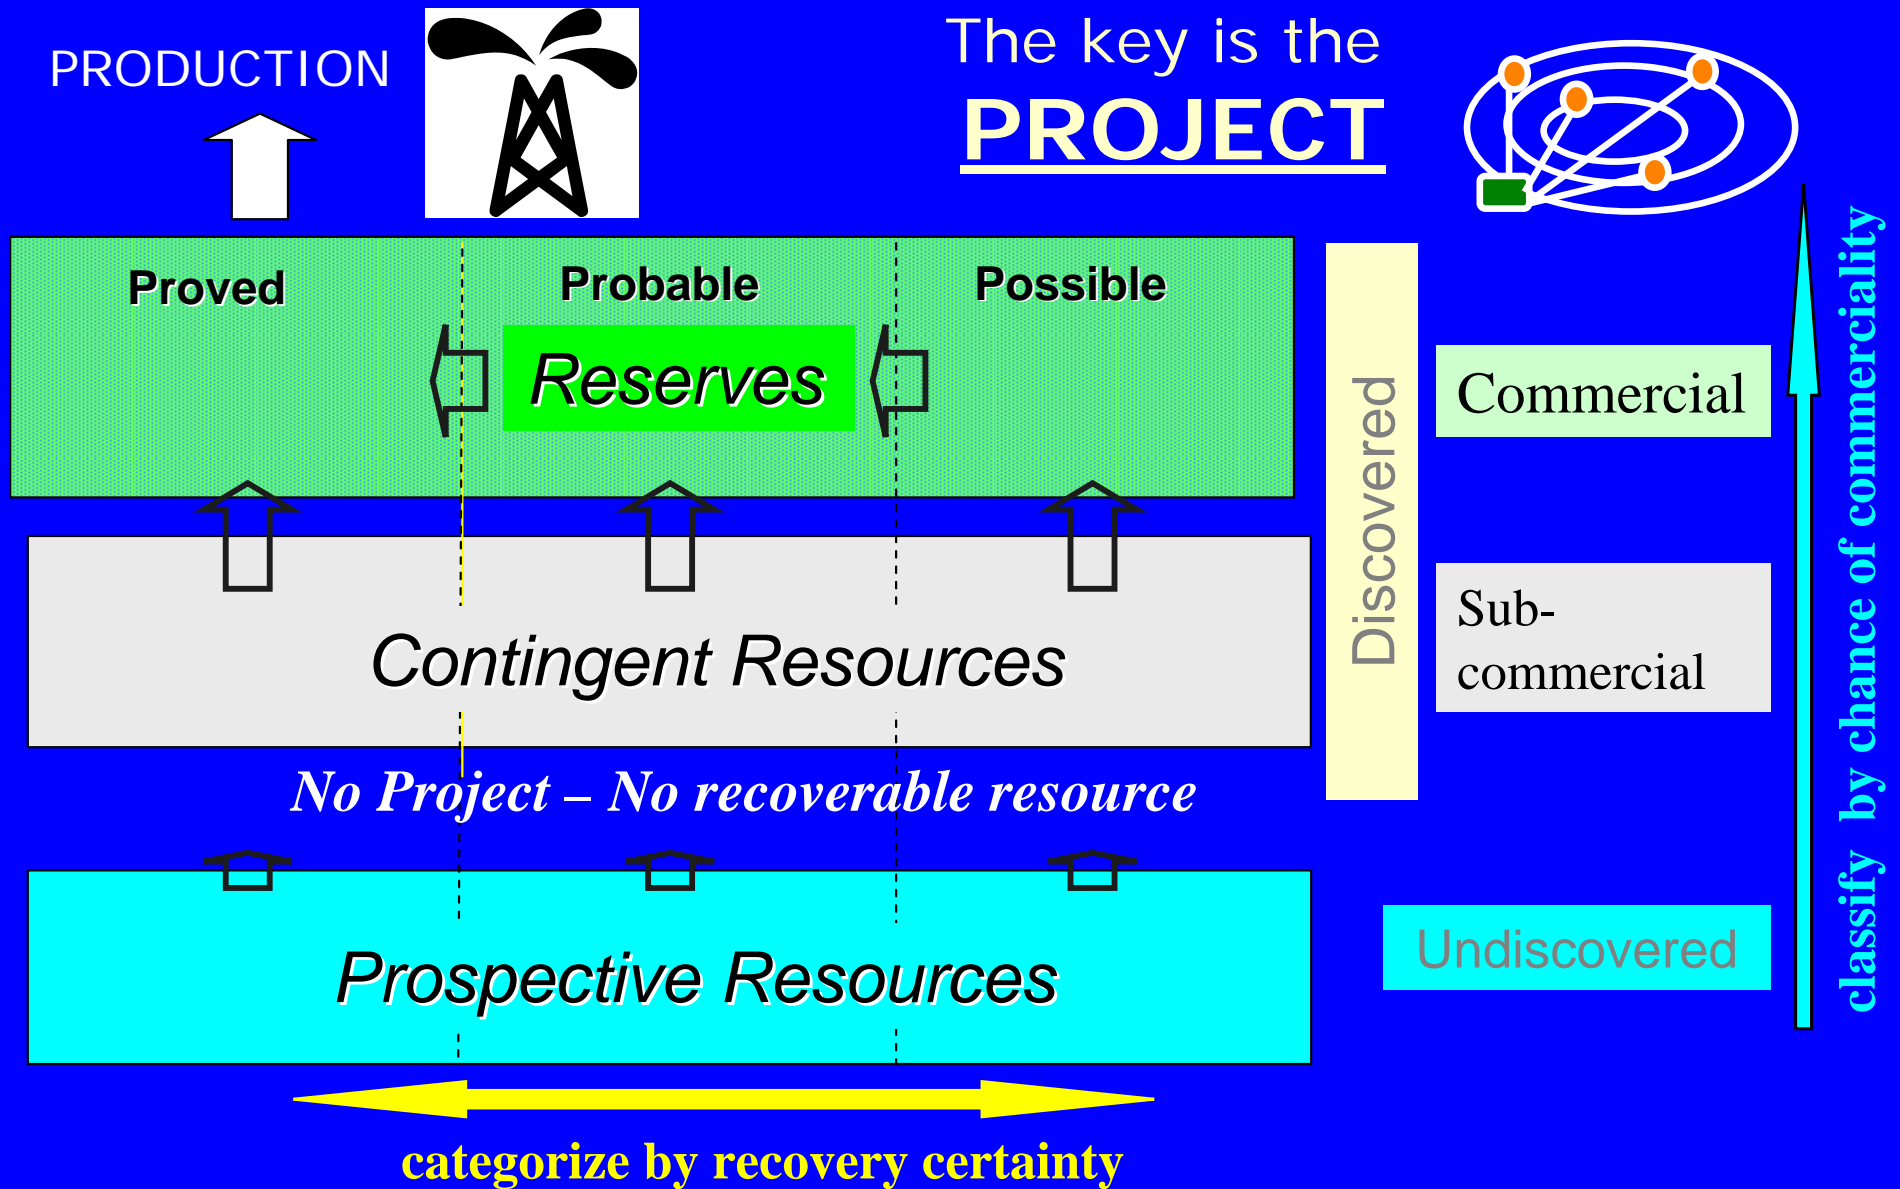 PRODUCTION
The key is the
PROJECT
Proved
Probable
Possible
Reserves
Contingent Resources
No Project – No recoverable resource
Prospective Resources
categorize by recovery certainty
Discovered
Commercial
Sub-
commercial
Undiscovered
classify by chance of commerciality